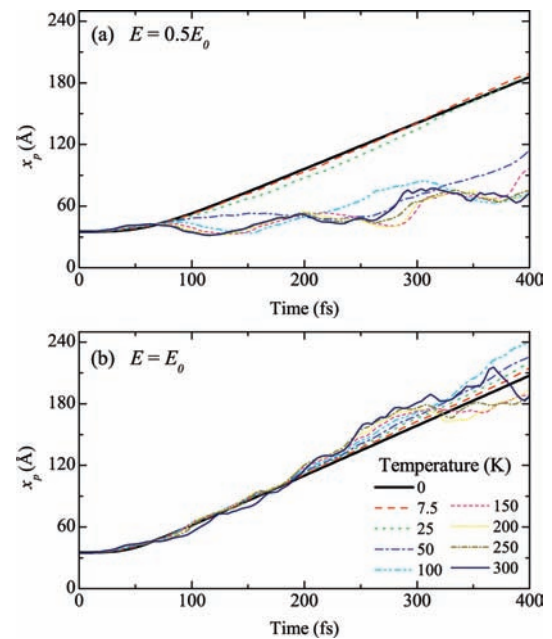 240
(a) E = 0.5E₀
180
xₚ (Å)
120
60
0
0 100 200 300 400
Time (fs)
240
(b) E = E₀
180
xₚ (Å)
120
60
0
Temperature (K)
0 150
7.5 200
25 250
50 300
100
0 100 200 300 400
Time (fs)